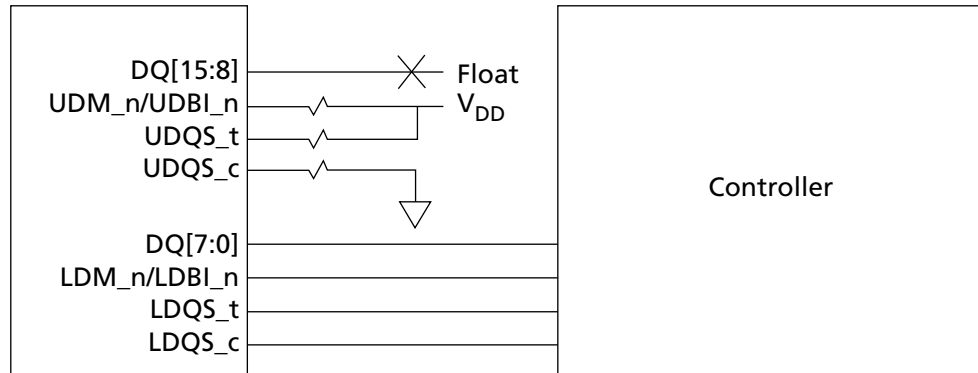 DQ[15:8]
Float
UDM_n/UDBI_n
VDD
UDQS_t
UDQS_c
Controller
DQ[7:0]
LDM_n/LDBI_n
LDQS_t
LDQS_c